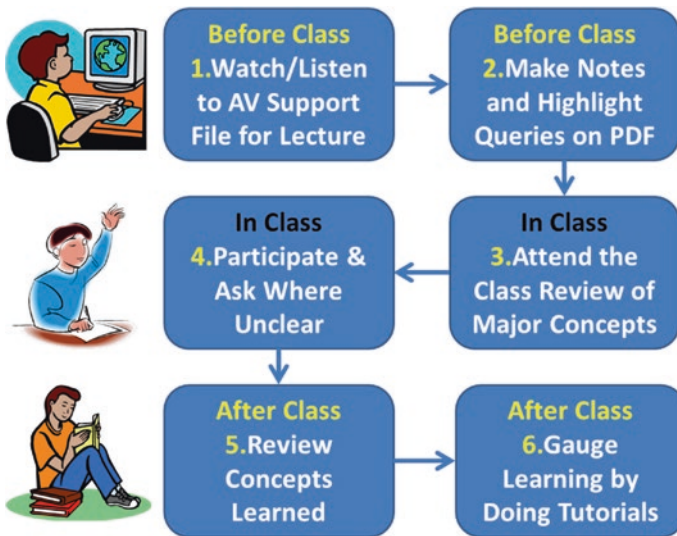 Before Class
1.Watch/Listen
to AV Support
File for Lecture
Before Class
2.Make Notes
and Highlight
Queries on PDF
In Class
3.Attend the
Class Review of
Major Concepts
In Class
4.Participate &
Ask Where
Unclear
After Class
5.Review
Concepts
Learned
After Class
6.Gauge
Learning by
Doing Tutorials